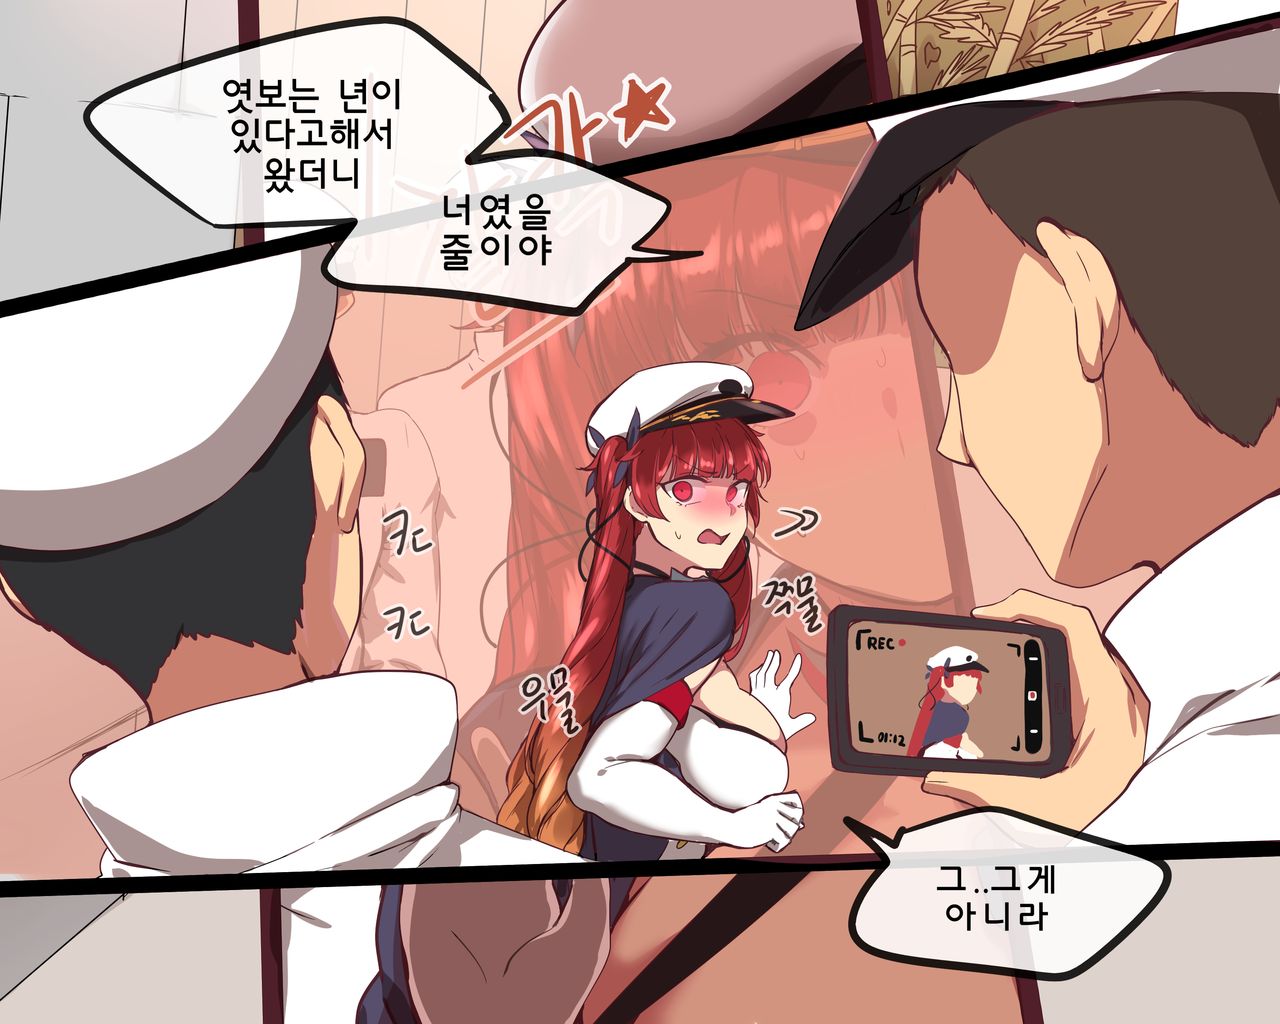 엿보는 년이
있다고해서
왔더니
너였을
줄이야
ㅋㄷ
ㅋㄷ
쭉물
우물
REC
01:12
그..그게
아니라